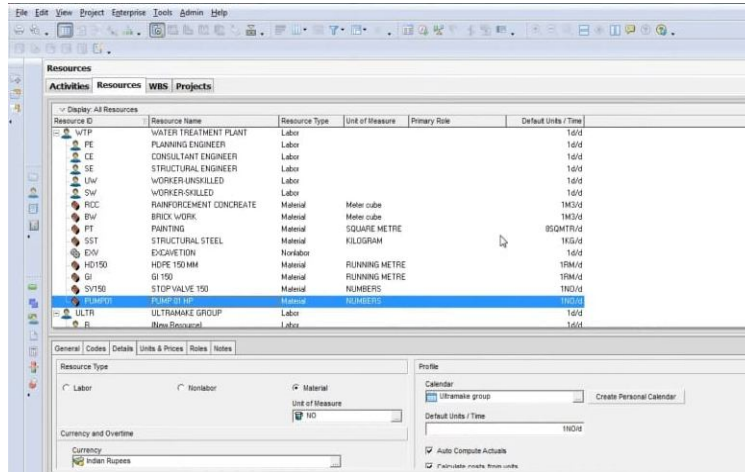 File Edit View Project Enterprise Tools Admin Help
Resources
Activities Resources WBS Projects
Display: All Resources
Resource ID Resource Name Resource Type Unit of Measure Primary Role Default Units / Time
WTP WATER TREATMENT PLANT Labor 1d/d
PE PLANNING ENGINEER Labor 1d/d
CE CONSULTANT ENGINEER Labor 1d/d
SE STRUCTURAL ENGINEER Labor 1d/d
UW WORKER-UNSKILLED Labor 1d/d
SW WORKER-SKILLED Labor 1d/d
RCC RAINFORCEMENT CONCREATE Material Meter cube 1M3/d
BW BRICK WORK Material Meter cube 1M3/d
PT PAINTING Material SQUARE METRE 8SQMTR/d
SST STRUCTURAL STEEL Material KILOGRAM 1KG/d
EXV EXCAVETION Nonlabor 1d/d
HD150 HDPE 150 MM Material RUNNING METRE 1RM/d
GI GI 150 Material RUNNING METRE 1RM/d
SV150 STOP VALVE 150 Material NUMBERS 1NO/d
PUMP01 PUMP 01 HP Material NUMBERS 1NO/d
ULTR ULTRAMAKE GROUP Labor 1d/d
R (New Resource) Labor 1d/d
General Codes Details Units & Prices Roles Notes
Resource Type Profile
Labor Nonlabor Material
Calendar
Ultramake group ... Create Personal Calendar
Unit of Measure
NO ...
Default Units / Time
1NO/d
Currency and Overtime
Currency
Indian Rupees ...
Auto Compute Actuals
Calculate costs from units